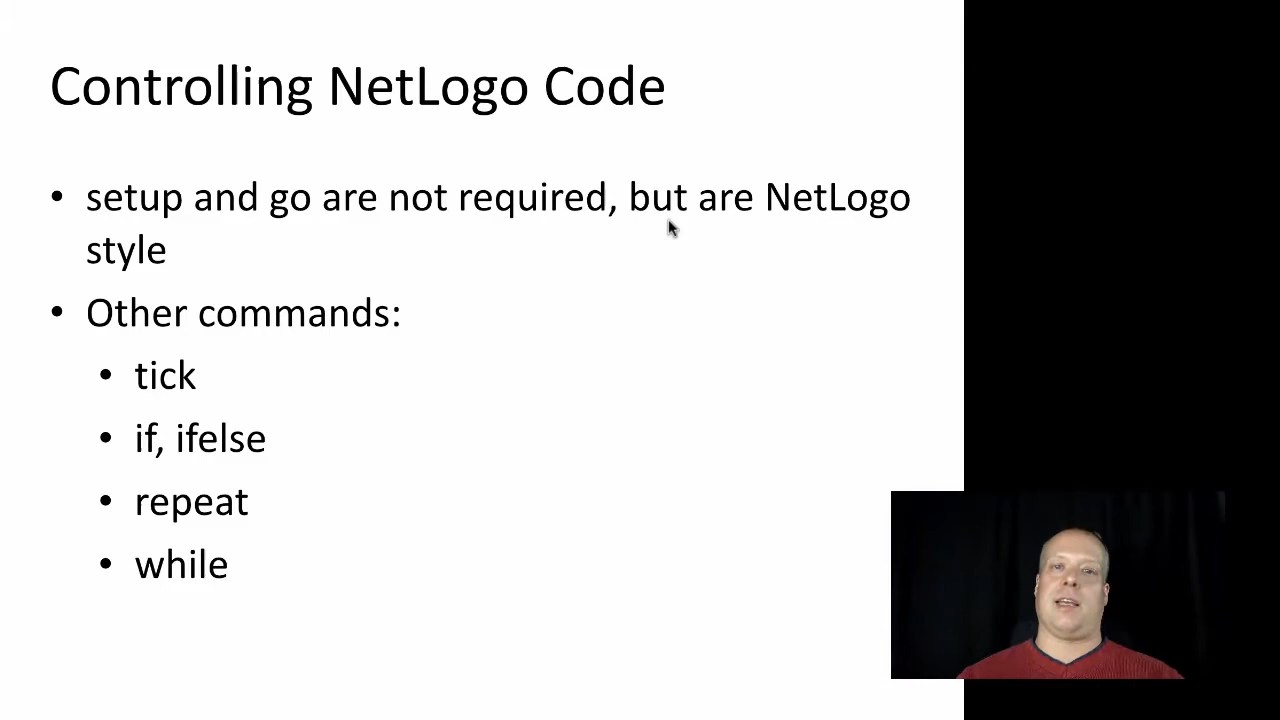 Controlling NetLogo Code
• setup and go are not required, but are NetLogo
style
• Other commands:
• tick
• if, ifelse
• repeat
• while